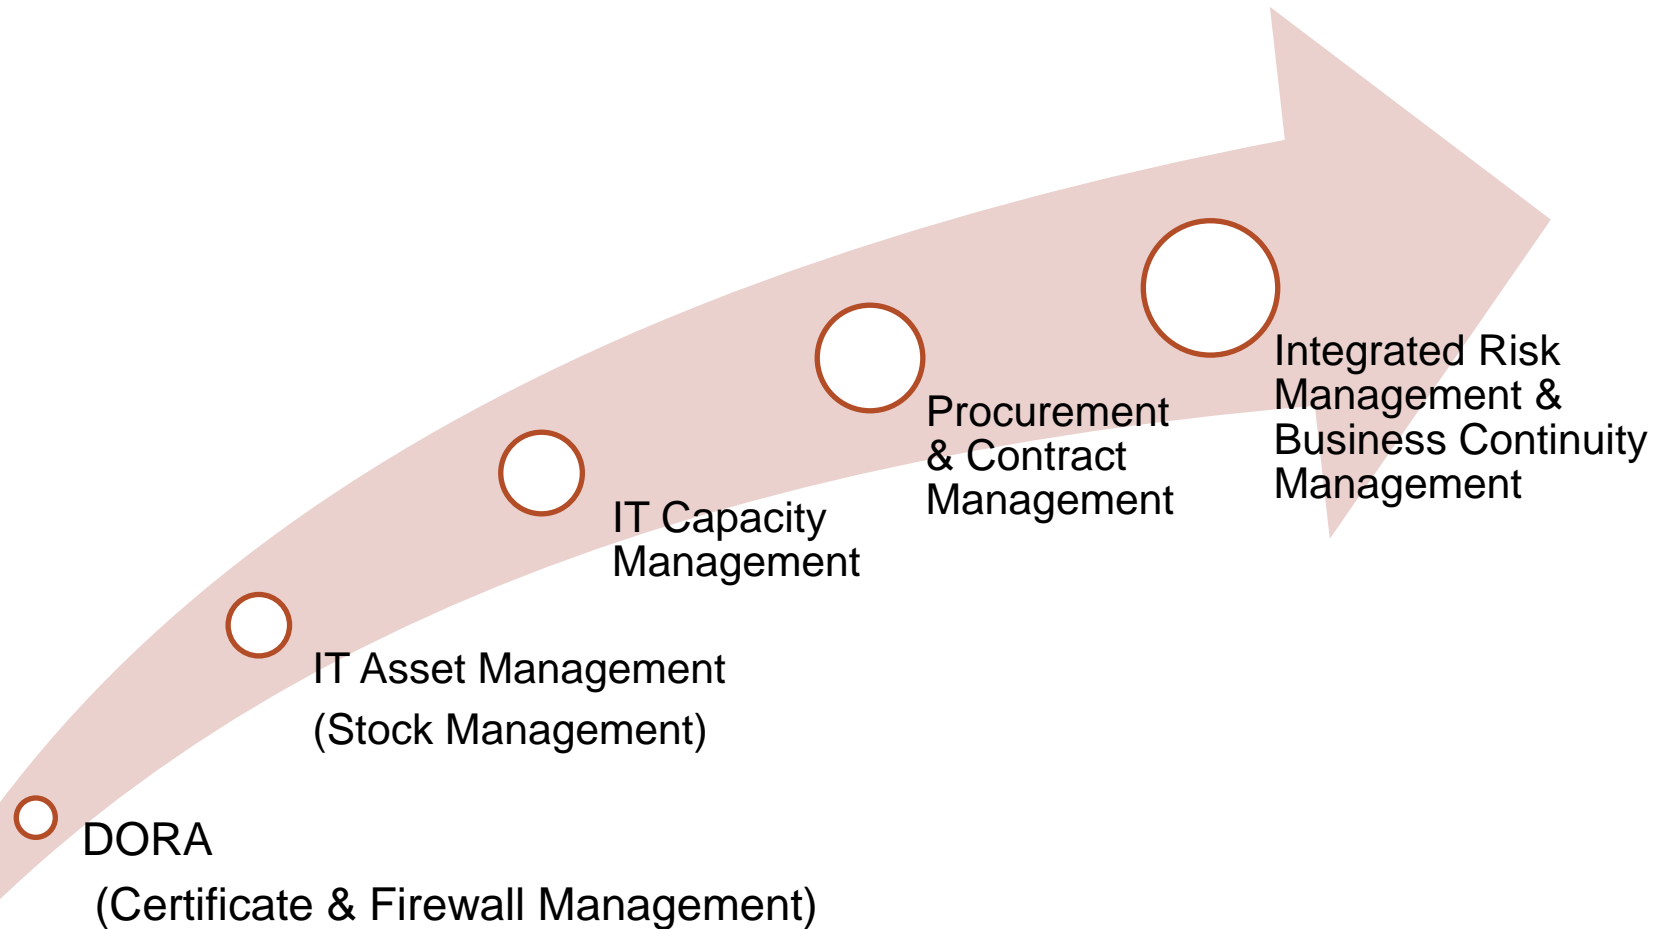 Integrated Risk
Management &
Business Continuity
Management
Procurement
& Contract
Management
IT Capacity
Management
IT Asset Management
(Stock Management)
DORA
(Certificate & Firewall Management)